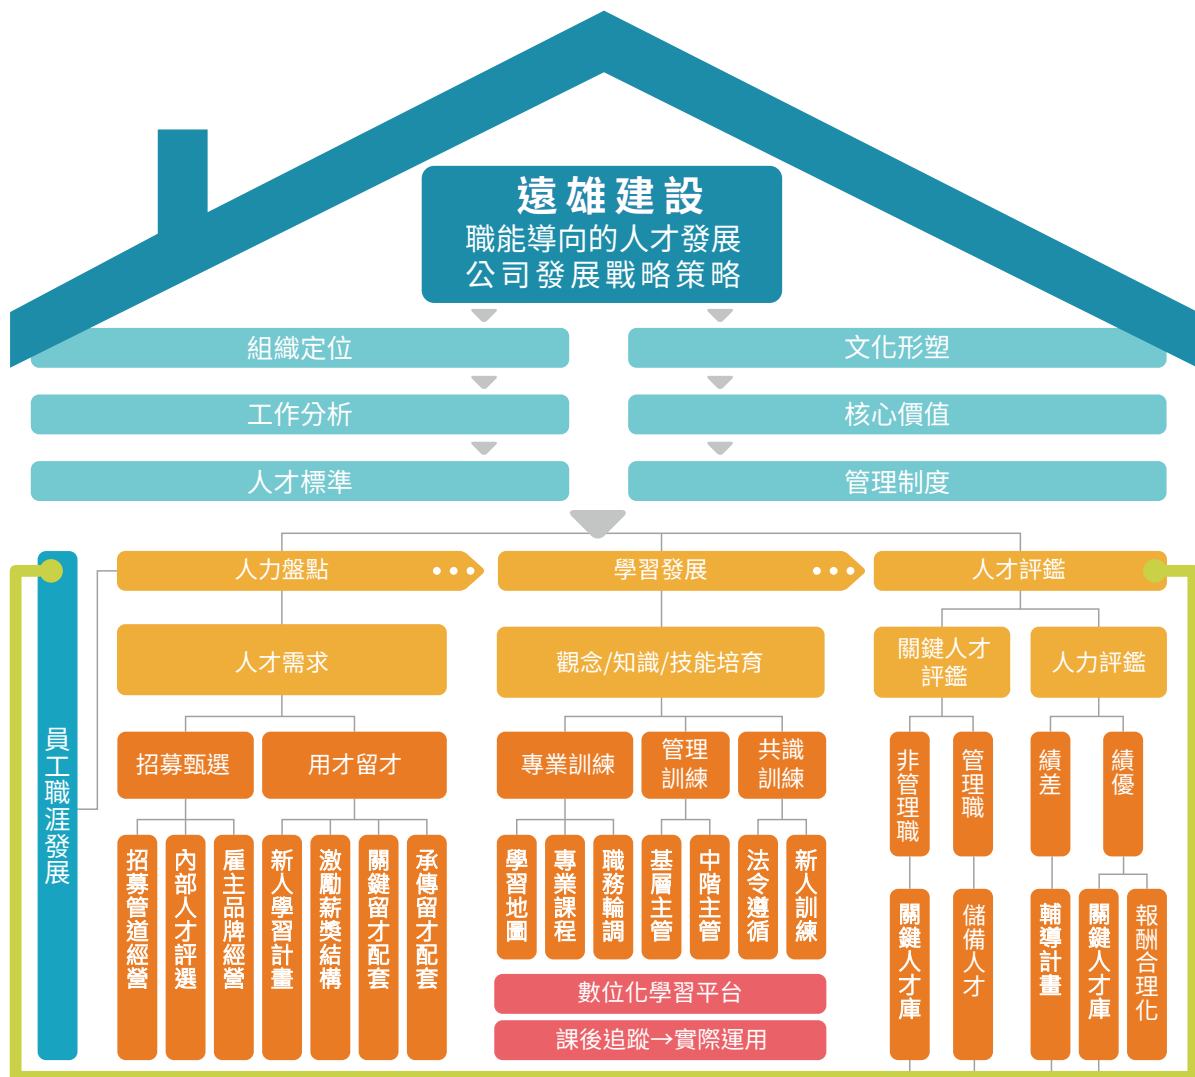 遠雄建設
職能導向的人才發展
公司發展戰略策略
組織定位
文化形塑
工作分析
核心價值
人才標準
管理制度
員工職涯發展
人力盤點
學習發展
人才評鑑
人才需求
觀念/知識/技能培育
關鍵人才
評鑑
人力評鑑
招募甄選
用才留才
專業訓練
管理
訓練
共識
訓練
非管理職
管理職
績差
績優
招募管道經營
內部人才評選
雇主品牌經營
新人學習計畫
激勵薪獎結構
關鍵留才配套
承傳留才配套
學習地圖
專業課程
職務輪調
基層主管
中階主管
法令遵循
新人訓練
關鍵人才庫
儲備人才
輔導計畫
關鍵人才庫
報酬合理化
數位化學習平台
課後追蹤→實際運用